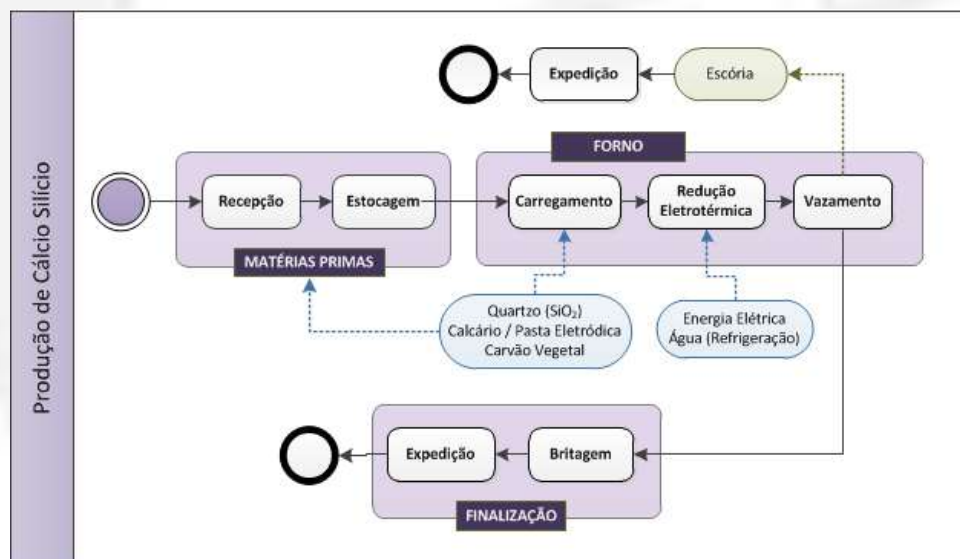 Produção de Cálcio Silício
Expedição
Escória
FORNO
Recepção
Estocagem
Carregamento
Redução
Eletrotérmica
Vazamento
MATÉRIAS PRIMAS
Quartzo (SiO₂)
Calcário / Pasta Eletródica
Carvão Vegetal
Energia Elétrica
Água (Refrigeração)
Expedição
Britagem
FINALIZAÇÃO